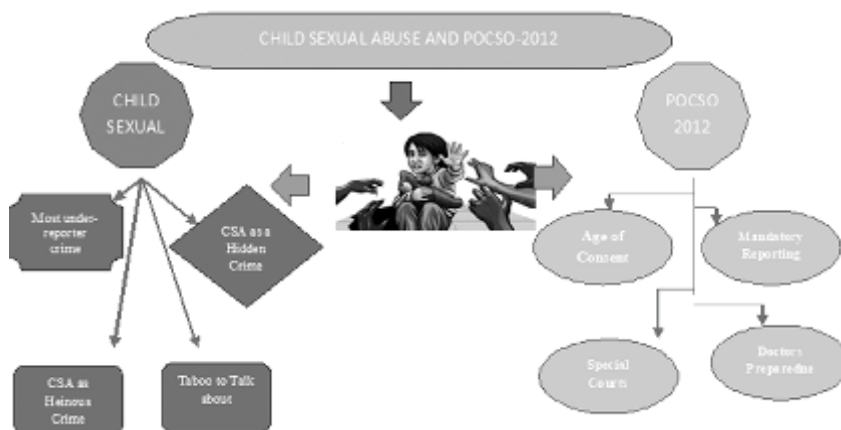 CHILD SEXUAL ABUSE AND POCSO-2012
CHILD
SEXUAL
POCSO
2012
Most under-
reporter
crime
CSA as a
Hidden
Crime
Age of
Consent
Mandatory
Reporting
CSA as
Heinous
Crime
Taboo to Talk
about
Special
Courts
Doctors